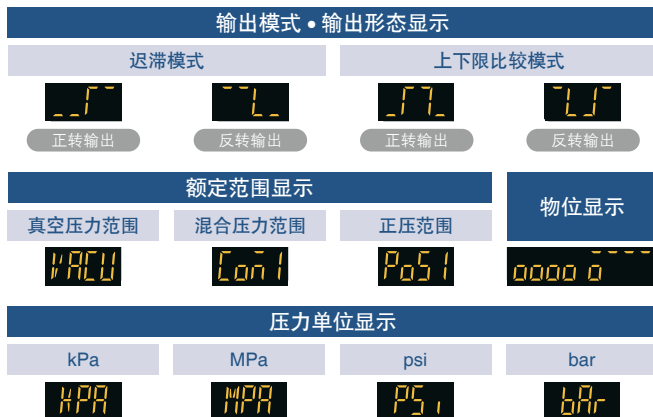 输出模式•输出形态显示
迟滞模式 上下限比较模式
正转输出 反转输出 正转输出 反转输出
额定范围显示 物位显示
真空压力范围 混合压力范围 正压范围
VACU Com1 PoS1 oooo o
压力单位显示
kPa MPa psi bar
KPA MPA PSi bAr